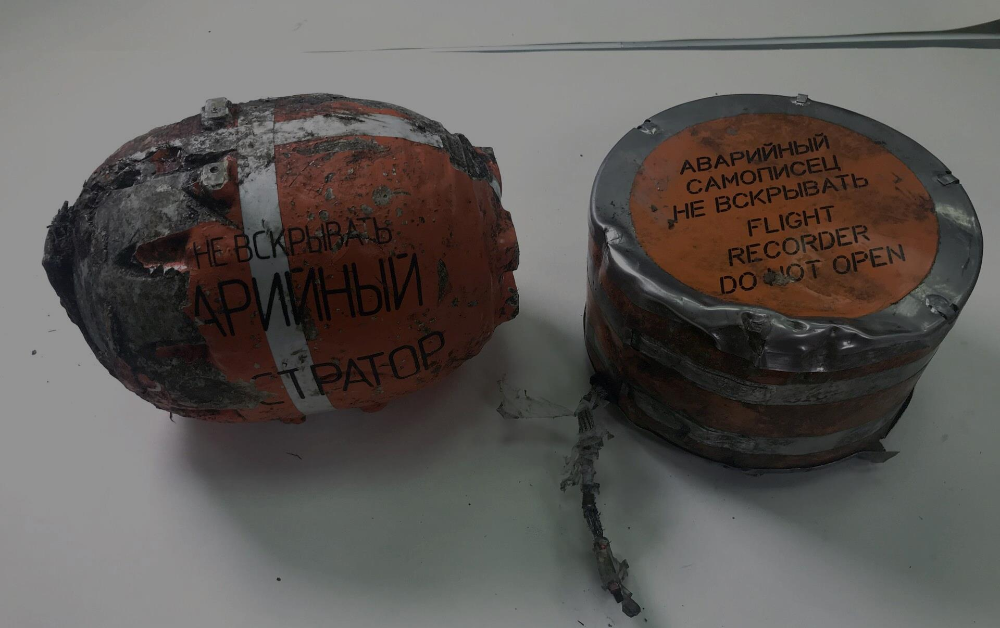 НЕ ВСКРЫВАТЬ
АРИЙНЫЙ
СТРАТОР
АВАРИЙНЫЙ
САМОПИСЕЦ
НЕ ВСКРЫВАТЬ
FLIGHT
RECORDER
DO NOT OPEN